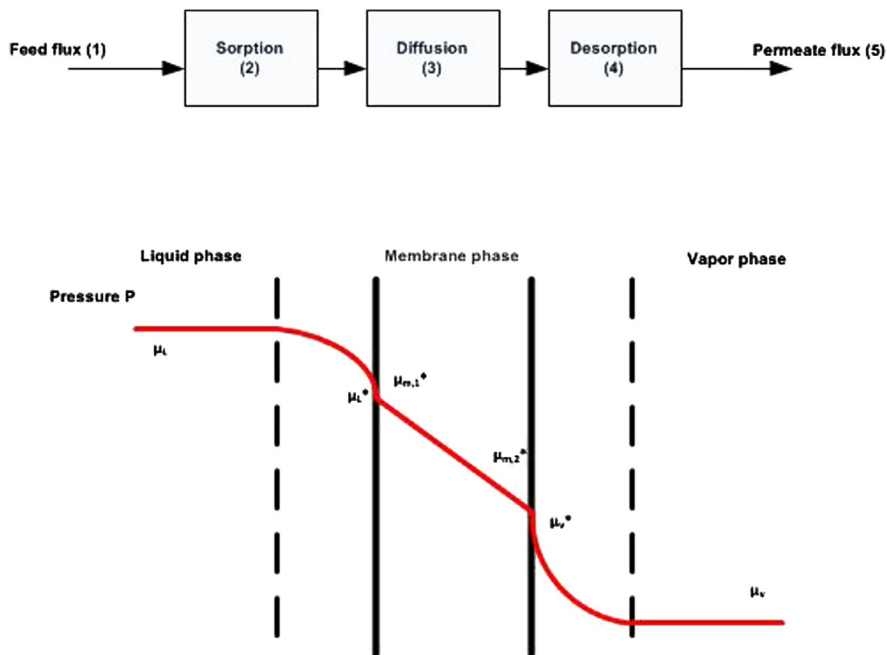 Feed flux (1)
Sorption
(2)
Diffusion
(3)
Desorption
(4)
Permeate flux (5)
Liquid phase
Membrane phase
Vapor phase
Pressure P
μL
μL*
μm,1*
μm,2*
μv*
μv